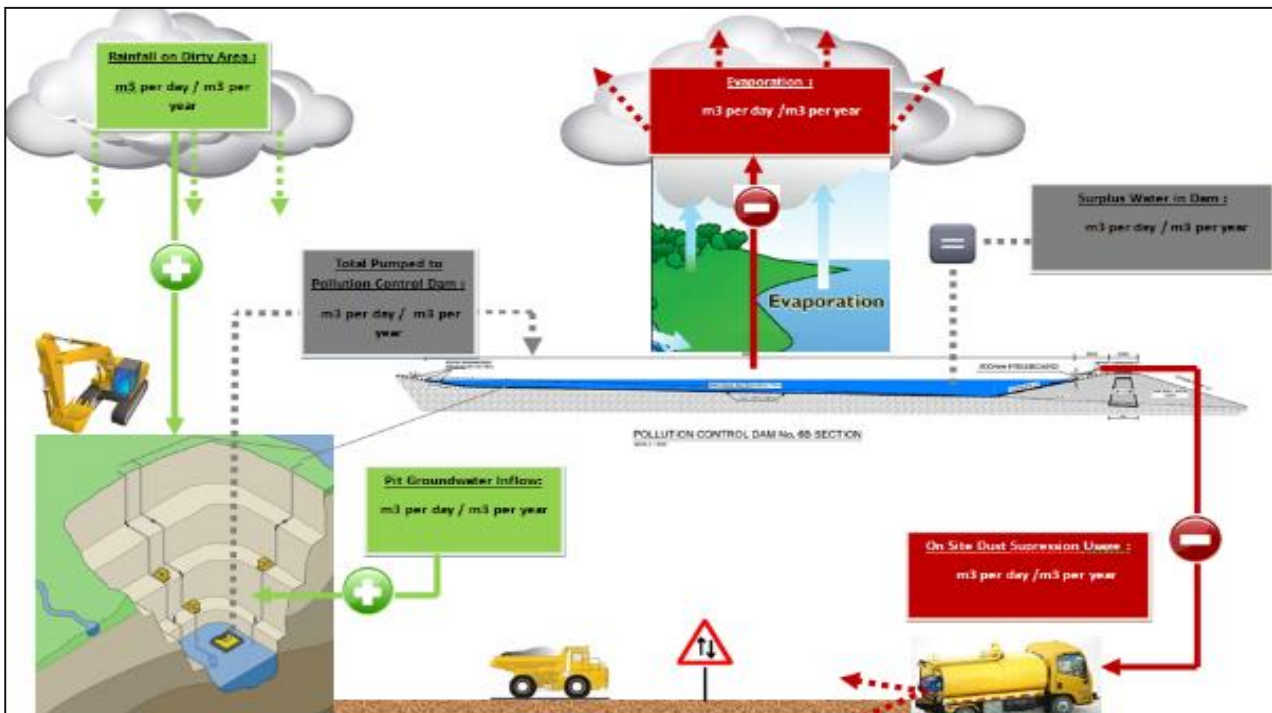 Rainfall on Dirty Area :
m3 per day / m3 per
year
Evaporation :
m3 per day /m3 per year
Surplus Water in Dam :
m3 per day / m3 per year
Total Pumped to
Pollution Control Dam :
m3 per day / m3 per
year
Evaporation
POLLUTION CONTROL DAM No. 6B SECTION
Pit Groundwater Inflow:
m3 per day / m3 per year
On Site Dust Supression Usage :
m3 per day /m3 per year